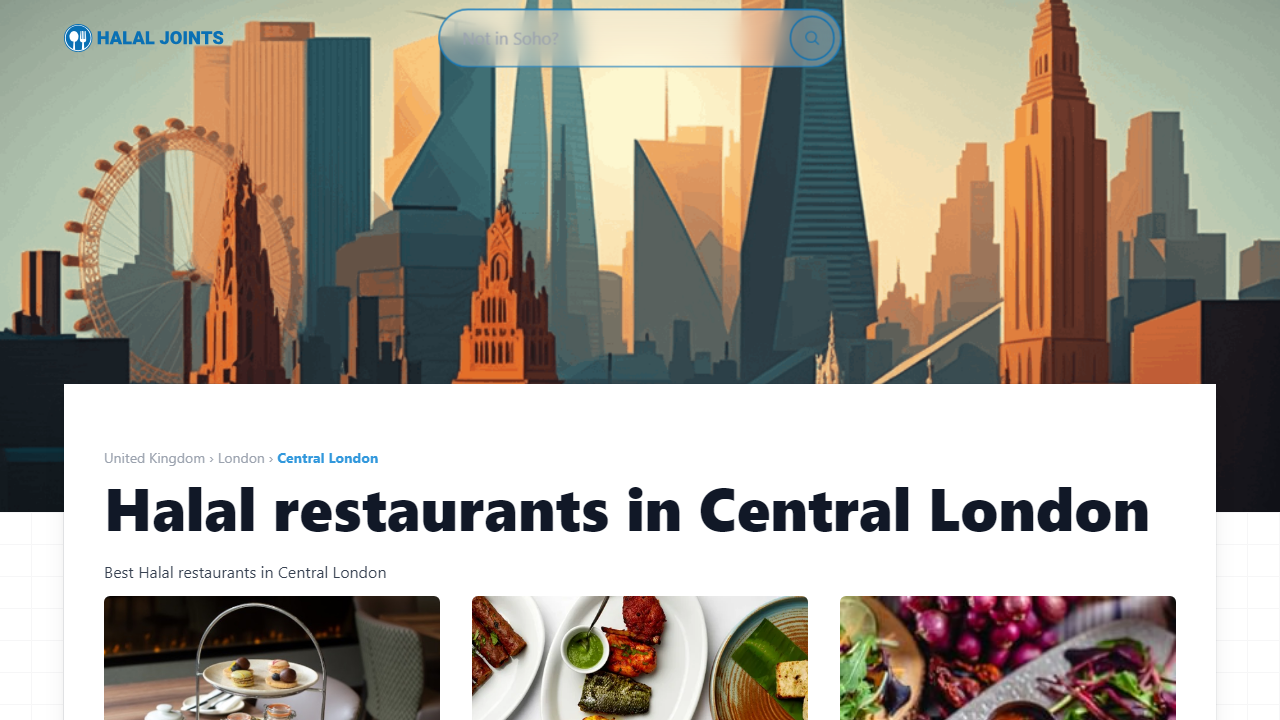 HALAL JOINTS
Not in Soho?
United Kingdom › London › Central London
Halal restaurants in Central London
Best Halal restaurants in Central London